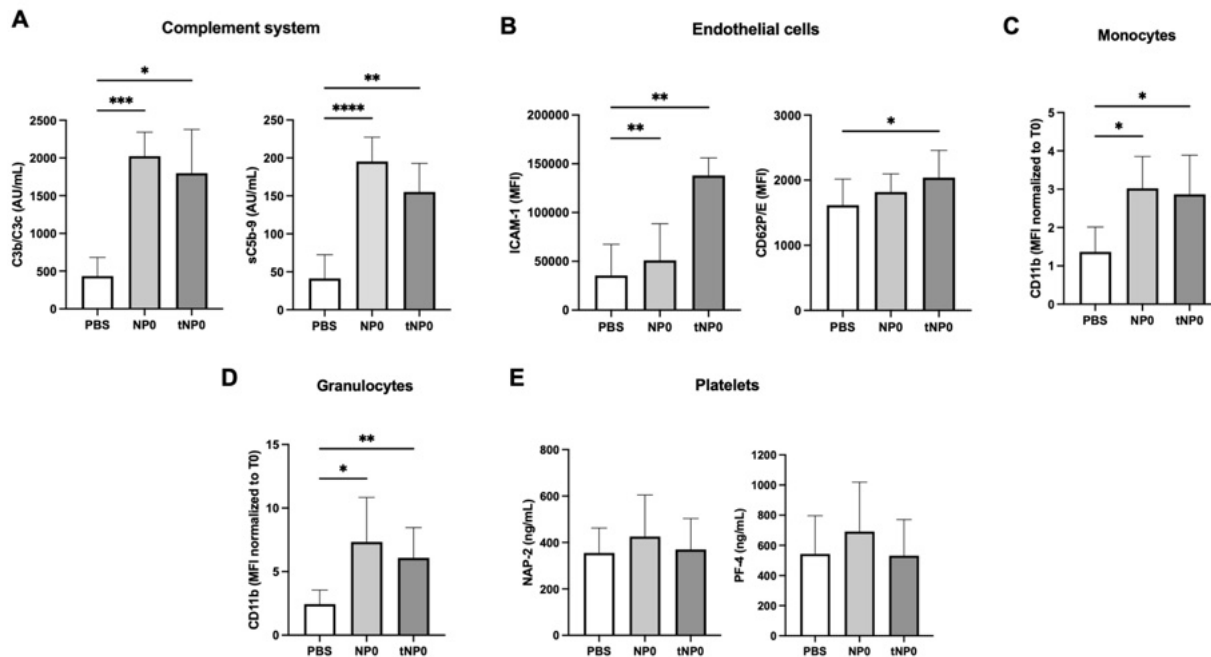 A
Complement system
*
***
C3b/C3c (AU/mL)
2500
2000
1500
1000
500
0
PBS
NP0
tNP0
**
****
sC5b-9 (AU/mL)
250
200
150
100
50
0
PBS
NP0
tNP0
B
Endothelial cells
**
**
ICAM-1 (MFI)
200000
150000
100000
50000
0
PBS
NP0
tNP0
*
CD62P/E (MFI)
3000
2000
1000
0
PBS
NP0
tNP0
C
Monocytes
*
*
CD11b (MFI normalized to T0)
5
4
3
2
1
0
PBS
NP0
tNP0
D
Granulocytes
**
*
CD11b (MFI normalized to T0)
15
10
5
0
PBS
NP0
tNP0
E
Platelets
NAP-2 (ng/mL)
800
600
400
200
0
PBS
NP0
tNP0
PF-4 (ng/mL)
1200
1000
800
600
400
200
0
PBS
NP0
tNP0